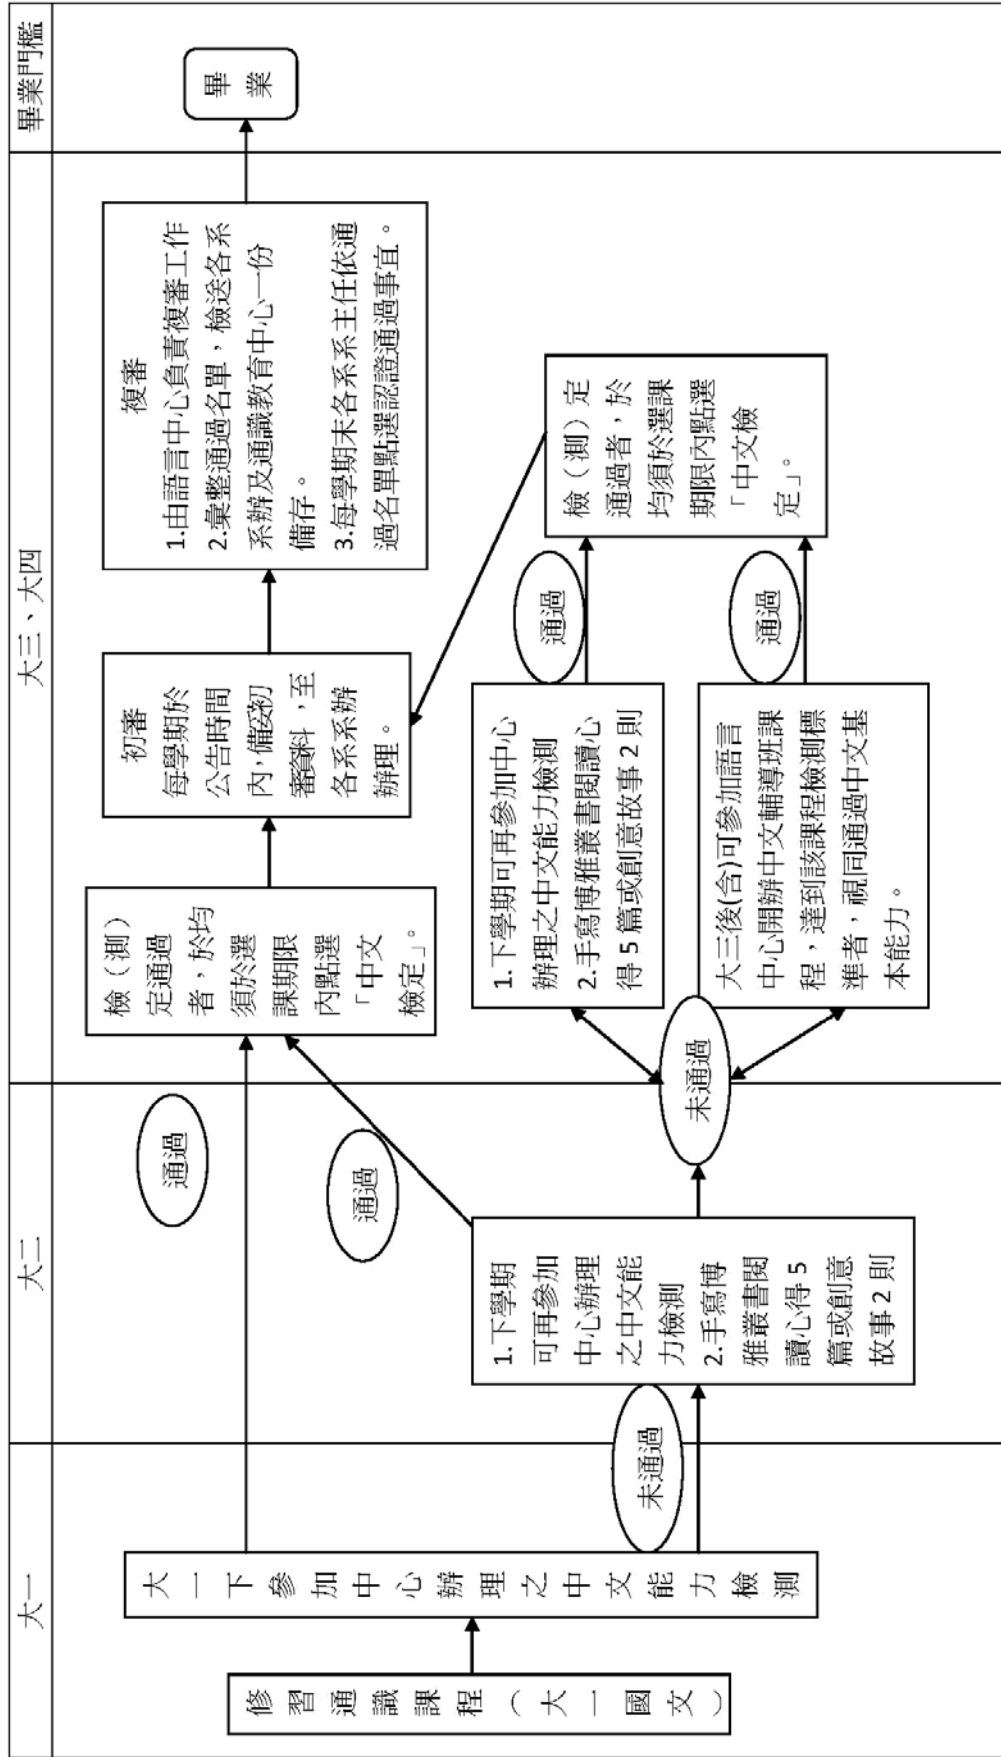 大一
大二
大三、大四
畢業門檻
修習通識課程（大一國文）
大一下參加中心辦理之中文能力檢測
通過
未通過
1.下學期
可再參加
中心辦理
之中文能
力檢測
2.手寫博
雅叢書閱
讀心得 5
篇或創意
故事 2 則
通過
未通過
檢（測）
定通過
者，於均
須於選
課期限
內點選
「中文
檢定」。
1.下學期可再參加中心
辦理之中文能力檢測
2.手寫博雅叢書閱讀心
得 5 篇或創意故事 2 則
大三後(含)可參加語言
中心開辦中文輔導班課
程，達到該課程檢測標
準者，視同通過中文基
本能力。
通過
通過
初審
每學期於
公告時間
內，備妥初
審資料，至
各系系辦
辦理。
檢（測）定
通過者，於
均須於選課
期限內點選
「中文檢
定」。
複審
1.由語言中心負責複審工作
2.彙整通過名單，檢送各系
系辦及通識教育中心一份
備存。
3.每學期末各系系主任依通
過名單點選認證通過事宜。
畢
業